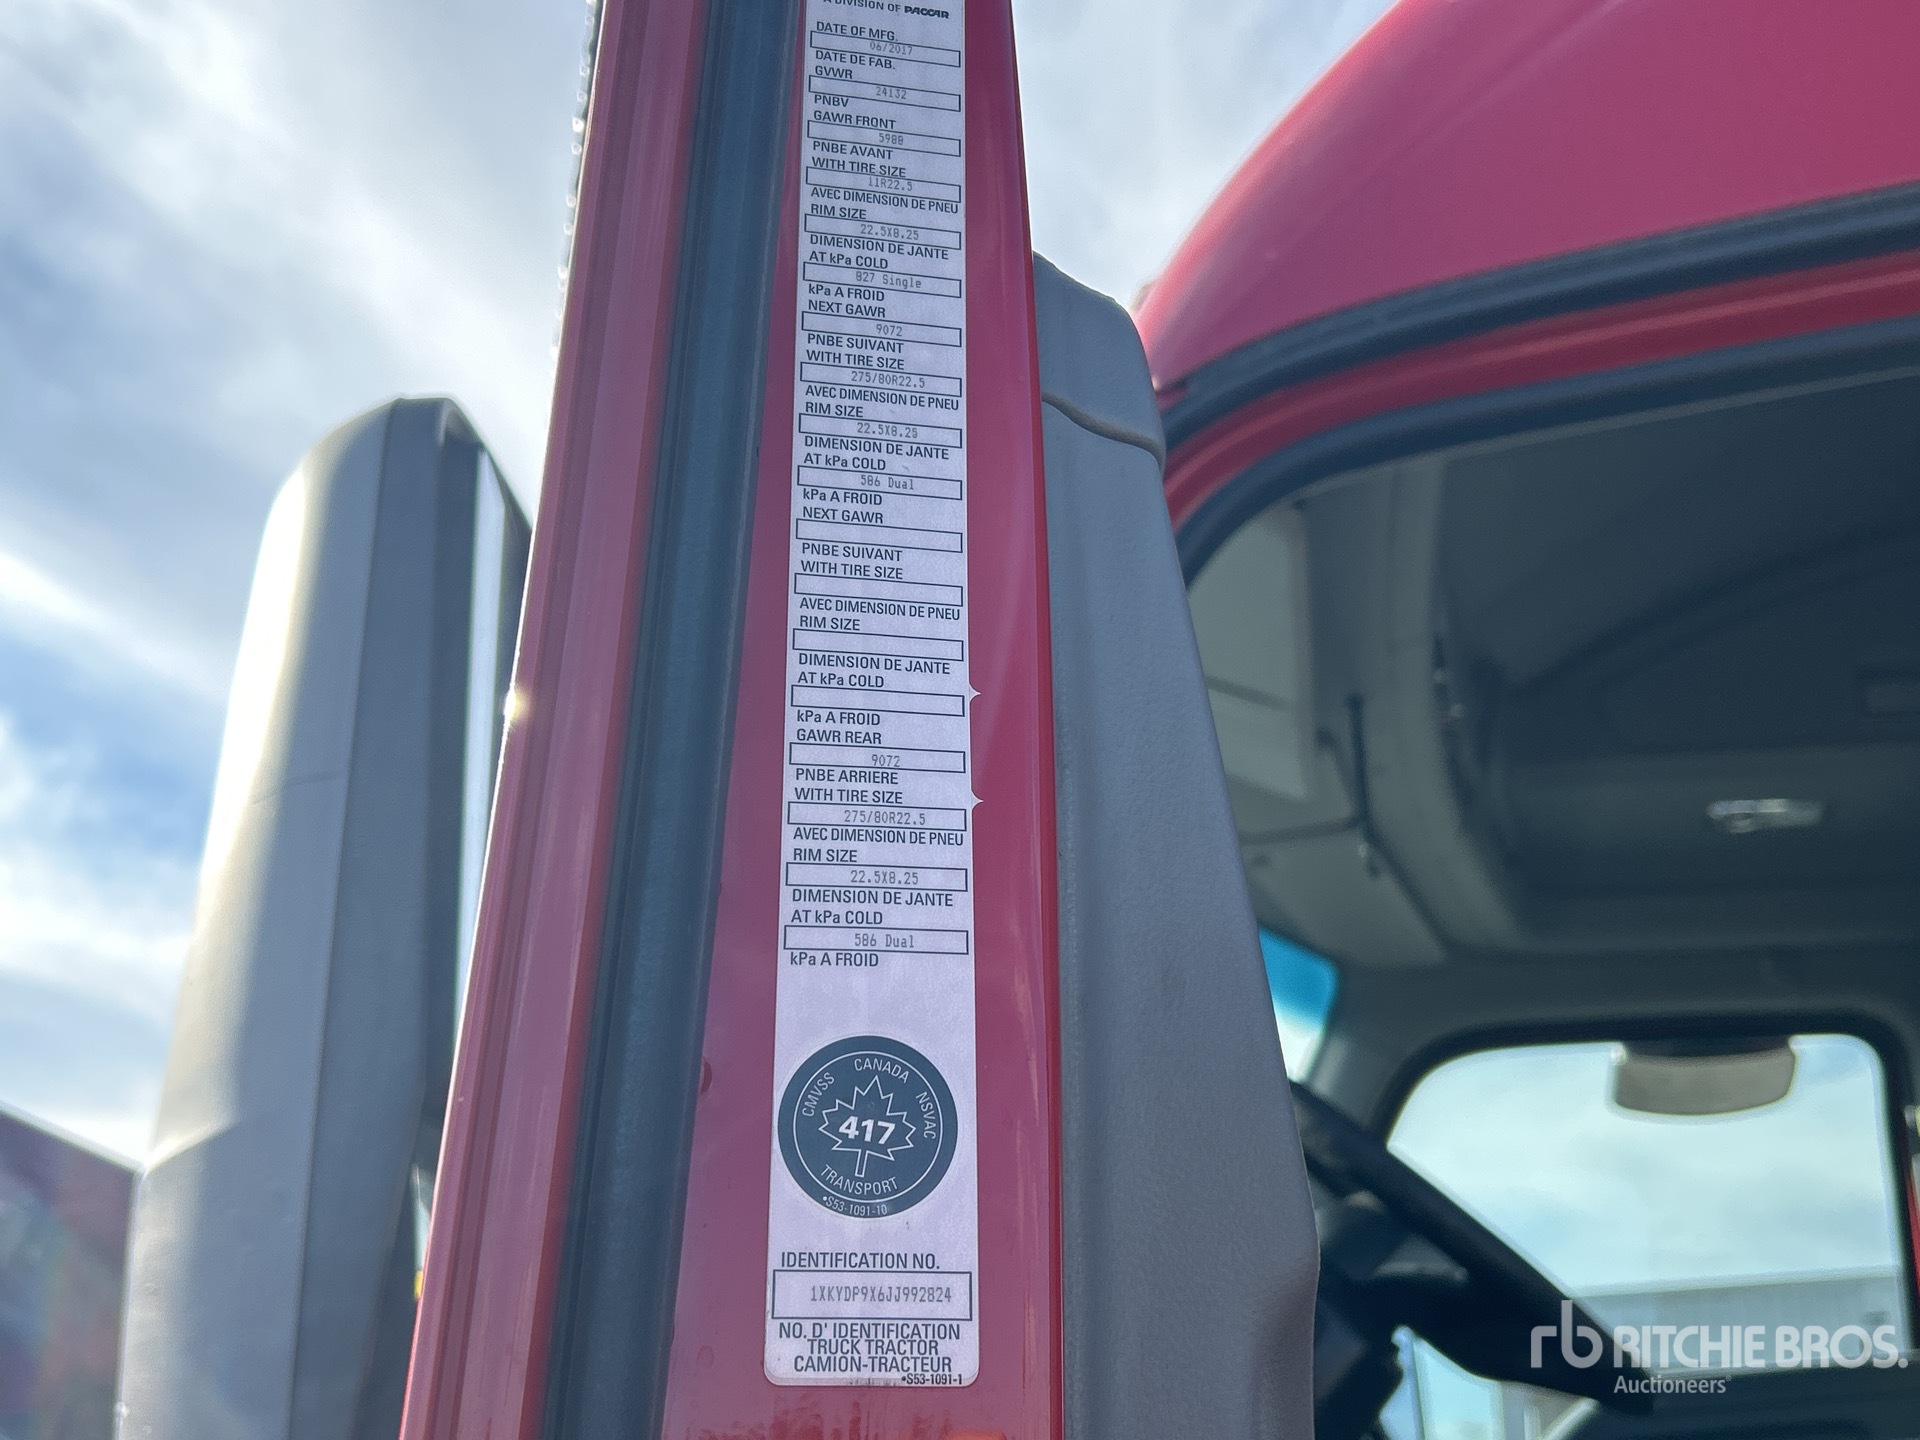 A DIVISION OF PACCAR
DATE OF MFG.
06/2017
DATE DE FAB.
GVWR
24132
PNBV
GAWR FRONT
5988
PNBE AVANT
WITH TIRE SIZE
11R22.5
AVEC DIMENSION DE PNEU
RIM SIZE
22.5X8.25
DIMENSION DE JANTE
AT kPa COLD
827 Single
kPa A FROID
NEXT GAWR
9072
PNBE SUIVANT
WITH TIRE SIZE
275/80R22.5
AVEC DIMENSION DE PNEU
RIM SIZE
22.5X8.25
DIMENSION DE JANTE
AT kPa COLD
586 Dual
kPa A FROID
NEXT GAWR
PNBE SUIVANT
WITH TIRE SIZE
AVEC DIMENSION DE PNEU
RIM SIZE
DIMENSION DE JANTE
AT kPa COLD
kPa A FROID
GAWR REAR
9072
PNBE ARRIERE
WITH TIRE SIZE
275/80R22.5
AVEC DIMENSION DE PNEU
RIM SIZE
22.5X8.25
DIMENSION DE JANTE
AT kPa COLD
586 Dual
kPa A FROID
CMVSS CANADA NSVAC
417
TRANSPORT
•S53-1091-10
IDENTIFICATION NO.
1XKYDP9X6JJ992824
NO. D' IDENTIFICATION
TRUCK TRACTOR
CAMION-TRACTEUR
•S53-1091-1
rb RITCHIE BROS.
Auctioneers